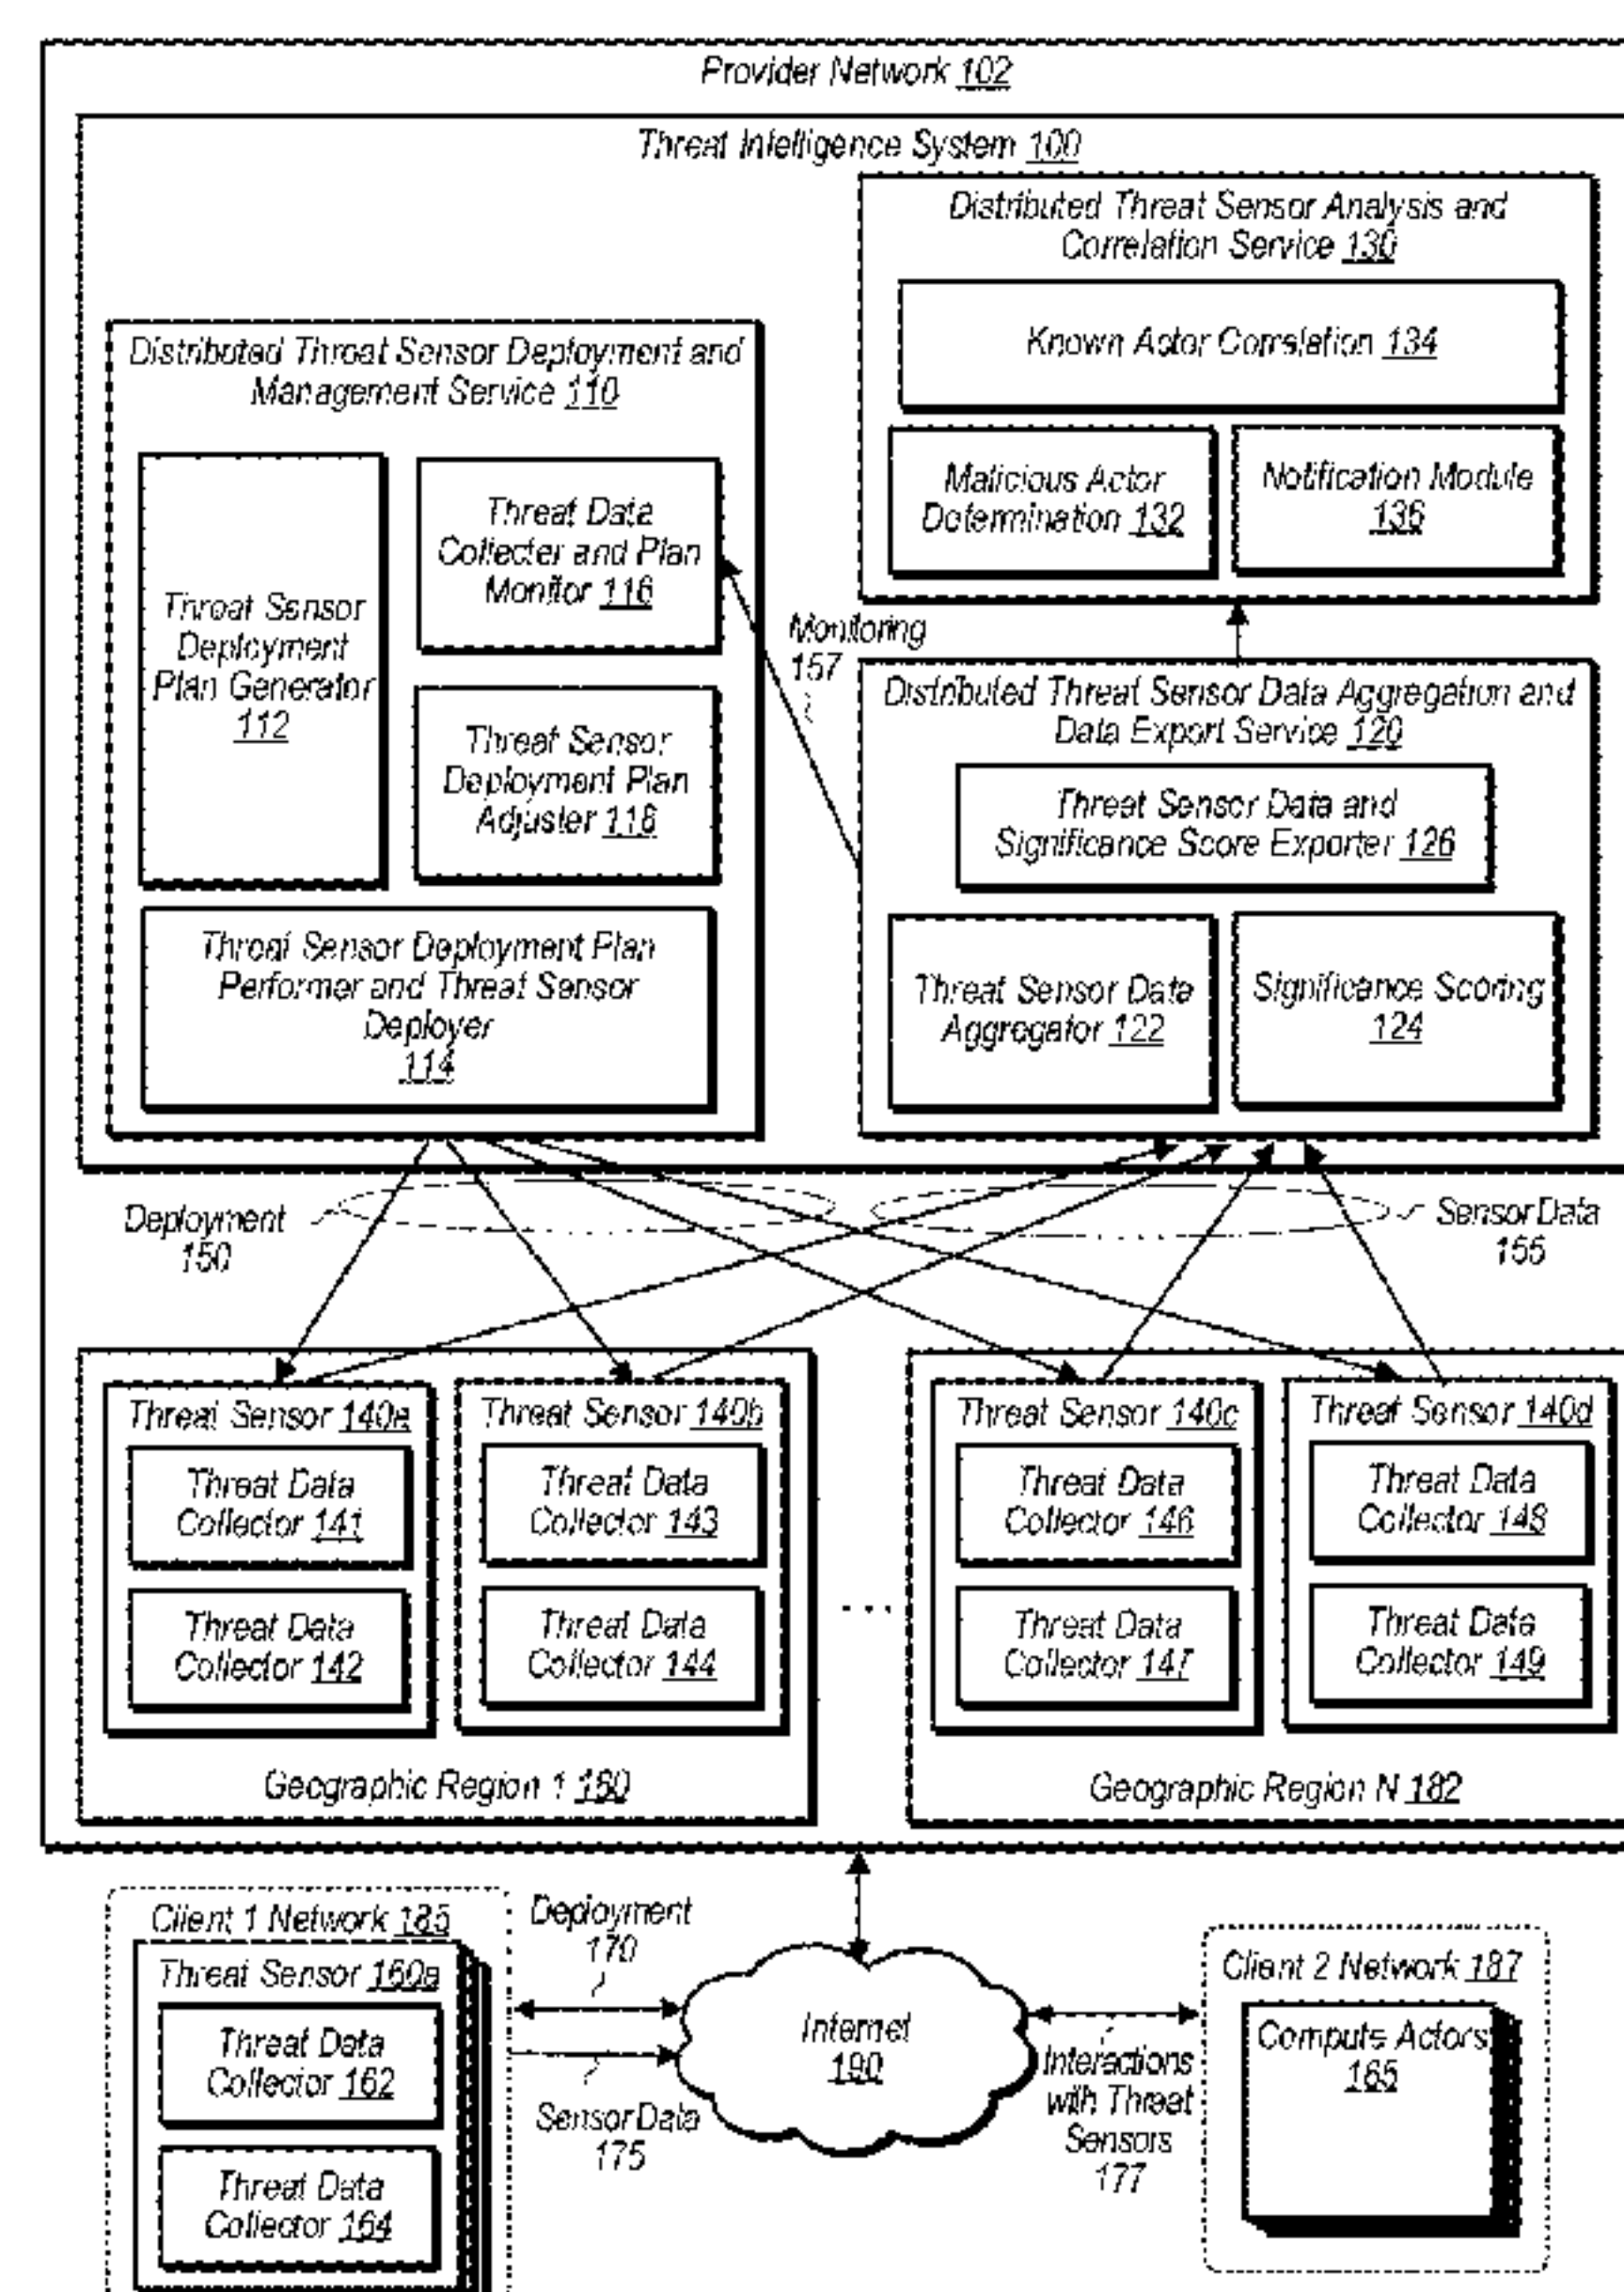 Provider Network 102
Threat Intelligence System 100
Distributed Threat Sensor Analysis and
Correlation Service 130
Known Actor Correlation 134
Malicious Actor
Determination 132
Notification Module
136
Distributed Threat Sensor Deployment and
Management Service 110
Threat Sensor
Deployment
Plan Generator
112
Threat Data
Collecter and Plan
Monitor 116
Threat Sensor
Deployment Plan
Adjuster 118
Threat Sensor Deployment Plan
Performer and Threat Sensor
Deployer
114
Monitoring
157
Distributed Threat Sensor Data Aggregation and
Data Export Service 120
Threat Sensor Data and
Significance Score Exporter 126
Threat Sensor Data
Aggregator 122
Significance Scoring
124
Deployment
150
Sensor Data
155
Threat Sensor 140a
Threat Data
Collector 141
Threat Data
Collector 142
Threat Sensor 140b
Threat Data
Collector 143
Threat Data
Collector 144
Geographic Region 1 180
...
Threat Sensor 140c
Threat Data
Collector 146
Threat Data
Collector 147
Threat Sensor 140d
Threat Data
Collector 148
Threat Data
Collector 149
Geographic Region N 182
Client 1 Network 185
Threat Sensor 160a
Threat Data
Collector 162
Threat Data
Collector 164
Deployment
170
Sensor Data
175
Internet
190
Interactions
with Threat
Sensors
177
Client 2 Network 187
Compute Actors
165